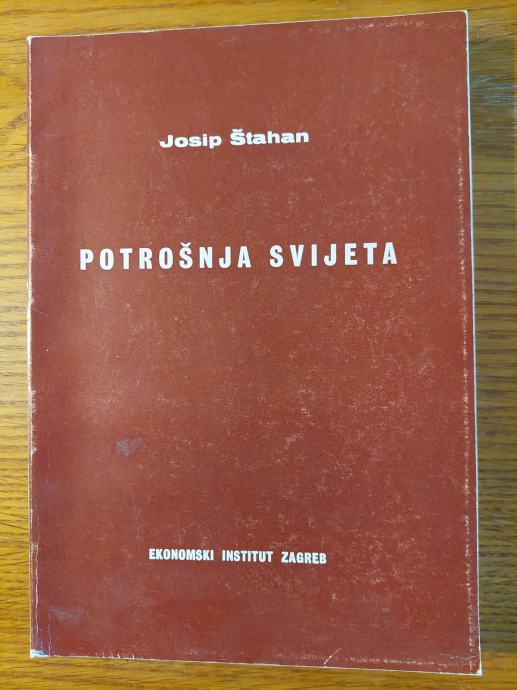 Josip Štahan
POTROŠNJA SVIJETA
EKONOMSKI INSTITUT ZAGREB